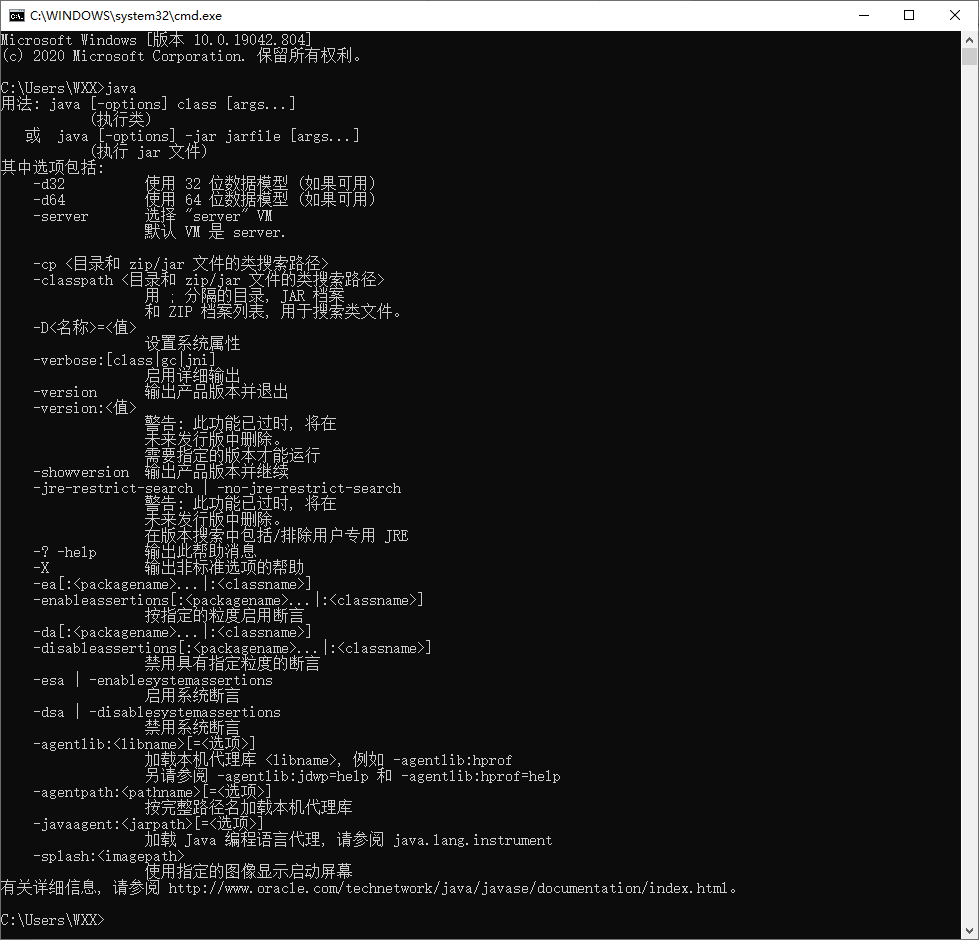 C:\WINDOWS\system32\cmd.exe
Microsoft Windows [版本 10.0.19042.804]
(c) 2020 Microsoft Corporation. 保留所有权利。
C:\Users\WXX>java
用法: java [-options] class [args...]
(执行类)
或 java [-options] -jar jarfile [args...]
(执行 jar 文件)
其中选项包括:
-d32 使用 32 位数据模型 (如果可用)
-d64 使用 64 位数据模型 (如果可用)
-server 选择 "server" VM
默认 VM 是 server.
-cp <目录和 zip/jar 文件的类搜索路径>
-classpath <目录和 zip/jar 文件的类搜索路径>
用 ; 分隔的目录, JAR 档案
和 ZIP 档案列表, 用于搜索类文件。
-D<名称>=<值>
设置系统属性
-verbose:[class|gc|jni]
启用详细输出
-version 输出产品版本并退出
-version:<值>
警告: 此功能已过时, 将在
未来发行版中删除。
需要指定的版本才能运行
-showversion 输出产品版本并继续
-jre-restrict-search | -no-jre-restrict-search
警告: 此功能已过时, 将在
未来发行版中删除。
在版本搜索中包括/排除用户专用 JRE
-? -help 输出此帮助消息
-X 输出非标准选项的帮助
-ea[:<packagename>...|:<classname>]
-enableassertions[:<packagename>...|:<classname>]
按指定的粒度启用断言
-da[:<packagename>...|:<classname>]
-disableassertions[:<packagename>...|:<classname>]
禁用具有指定粒度的断言
-esa | -enablesystemassertions
启用系统断言
-dsa | -disablesystemassertions
禁用系统断言
-agentlib:<libname>[=<选项>]
加载本机代理库 <libname>, 例如 -agentlib:hprof
另请参阅 -agentlib:jdwp=help 和 -agentlib:hprof=help
-agentpath:<pathname>[=<选项>]
按完整路径名加载本机代理库
-javaagent:<jarpath>[=<选项>]
加载 Java 编程语言代理, 请参阅 java.lang.instrument
-splash:<imagepath>
使用指定的图像显示启动屏幕
有关详细信息, 请参阅 http://www.oracle.com/technetwork/java/javase/documentation/index.html。
C:\Users\WXX>